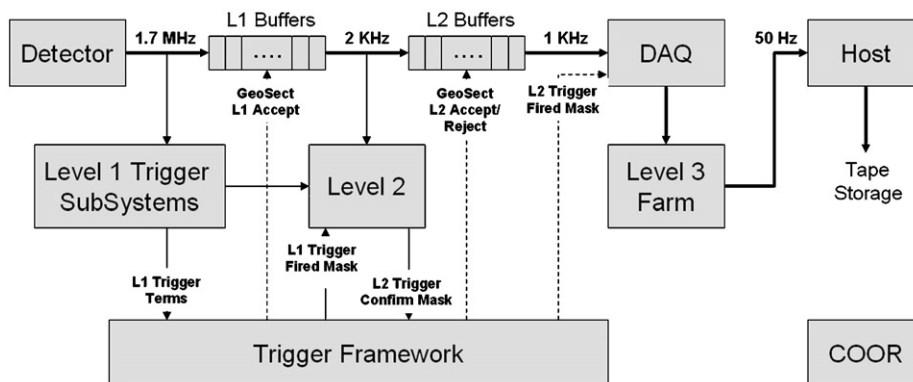 L1 Buffers
L2 Buffers
Detector
1.7 MHz
....
2 KHz
....
1 KHz
DAQ
50 Hz
Host
GeoSect
L1 Accept
GeoSect
L2 Accept/
Reject
L2 Trigger
Fired Mask
Level 1 Trigger
SubSystems
Level 2
Level 3
Farm
Tape
Storage
L1 Trigger
Terms
L1 Trigger
Fired Mask
L2 Trigger
Confirm Mask
Trigger Framework
COOR